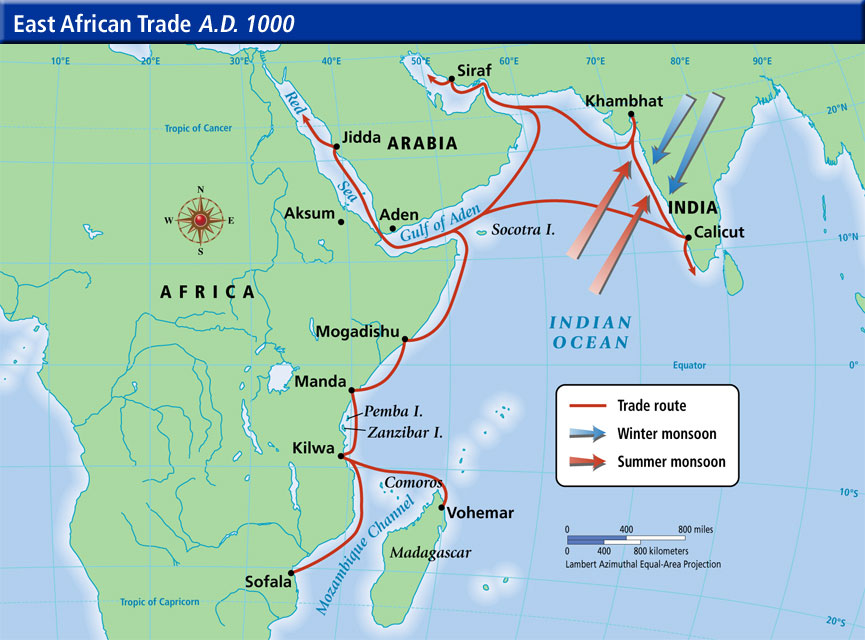 East African Trade A.D. 1000
10°E
20°E
30°E
40°E
50°E
60°E
70°E
80°E
90°E
Siraf
Khambhat
20°N
Red
Sea
Tropic of Cancer
Jidda
ARABIA
N
W
E
S
Aksum
Aden
Gulf of Aden
Socotra I.
INDIA
Calicut
10°N
AFRICA
Mogadishu
INDIAN
OCEAN
Equator
0°
Manda
Pemba I.
Zanzibar I.
Kilwa
Trade route
Winter monsoon
Summer monsoon
Comoros
10°S
Vohemar
Mozambique Channel
Madagascar
0 400 800 miles
0 400 800 kilometers
Lambert Azimuthal Equal-Area Projection
Sofala
Tropic of Capricorn
20°S